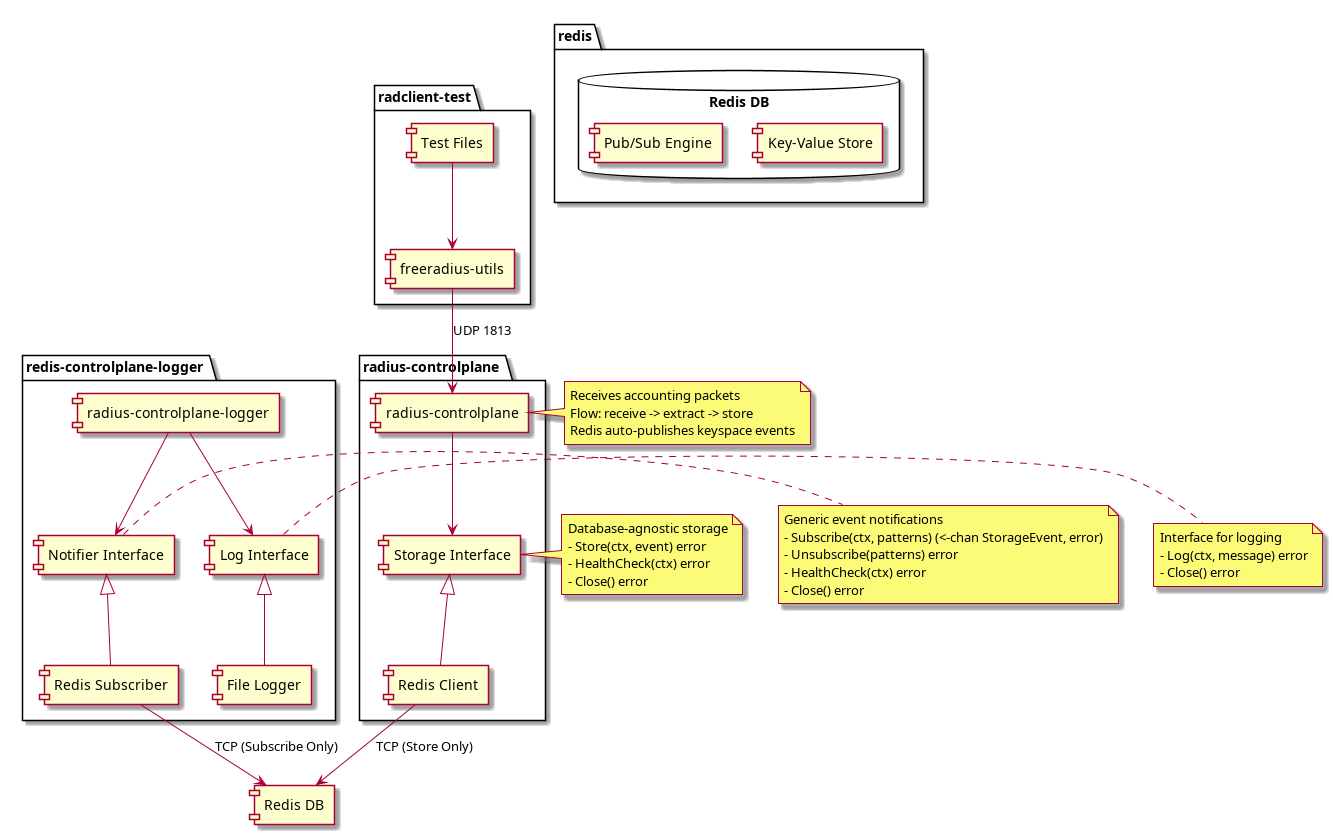 redis
Redis DB
Pub/Sub Engine
Key-Value Store
radclient-test
Test Files
freeradius-utils
UDP 1813
redis-controlplane-logger
radius-controlplane-logger
Notifier Interface
Log Interface
Redis Subscriber
File Logger
radius-controlplane
radius-controlplane
Storage Interface
Redis Client
Receives accounting packets
Flow: receive -> extract -> store
Redis auto-publishes keyspace events
Database-agnostic storage
- Store(ctx, event) error
- HealthCheck(ctx) error
- Close() error
Generic event notifications
- Subscribe(ctx, patterns) (<-chan StorageEvent, error)
- Unsubscribe(patterns) error
- HealthCheck(ctx) error
- Close() error
Interface for logging
- Log(ctx, message) error
- Close() error
TCP (Subscribe Only)
TCP (Store Only)
Redis DB